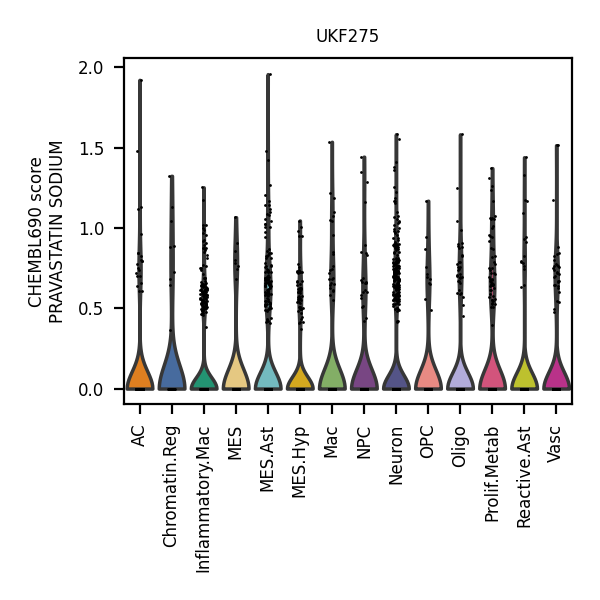 UKF275
CHEMBL690 score
PRAVASTATIN SODIUM
2.0
1.5
1.0
0.5
0.0
AC
Chromatin.Reg
Inflammatory.Mac
MES
MES.Ast
MES.Hyp
Mac
NPC
Neuron
OPC
Oligo
Prolif.Metab
Reactive.Ast
Vasc